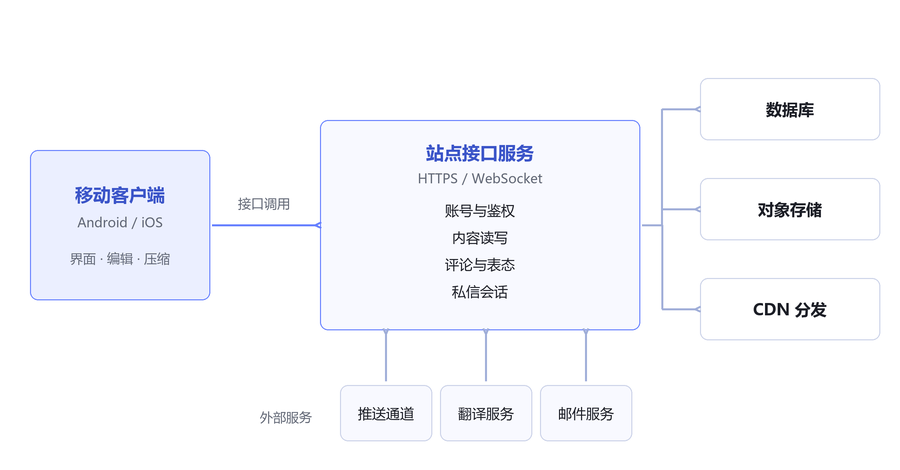 移动客户端
Android / iOS
界面 · 编辑 · 压缩
接口调用
站点接口服务
HTTPS / WebSocket
账号与鉴权
内容读写
评论与表态
私信会话
数据库
对象存储
CDN 分发
外部服务
推送通道
翻译服务
邮件服务